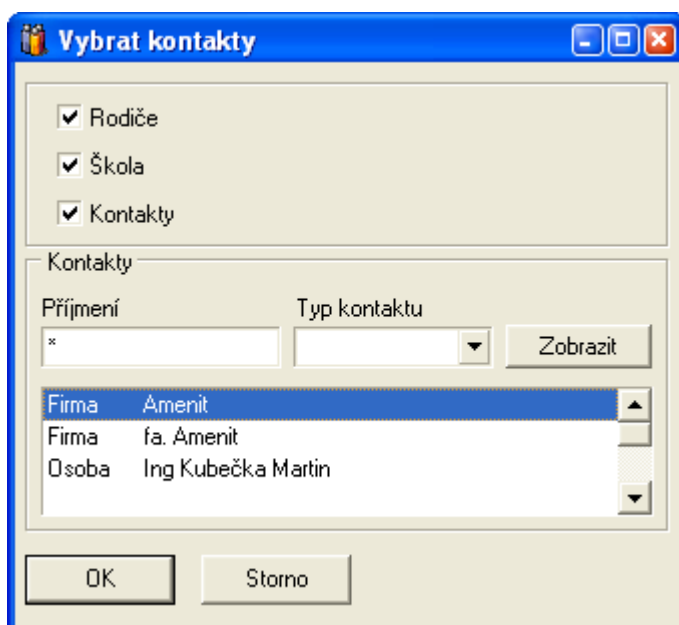 Vybrat kontakty
Rodiče
Škola
Kontakty
Kontakty
Příjmení Typ kontaktu
* Zobrazit
Firma Amenit
Firma fa. Amenit
Osoba Ing Kubečka Martin
OK Storno